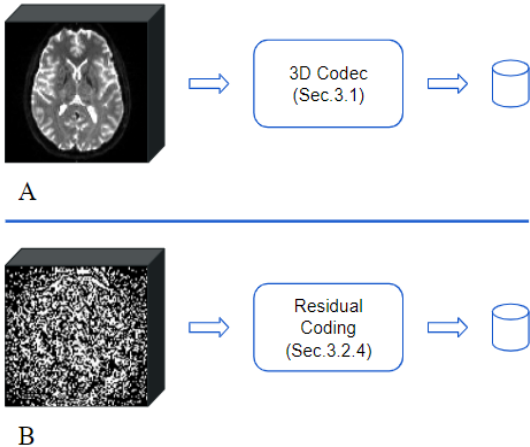 3D Codec
(Sec.3.1)
A
Residual
Coding
(Sec.3.2.4)
B